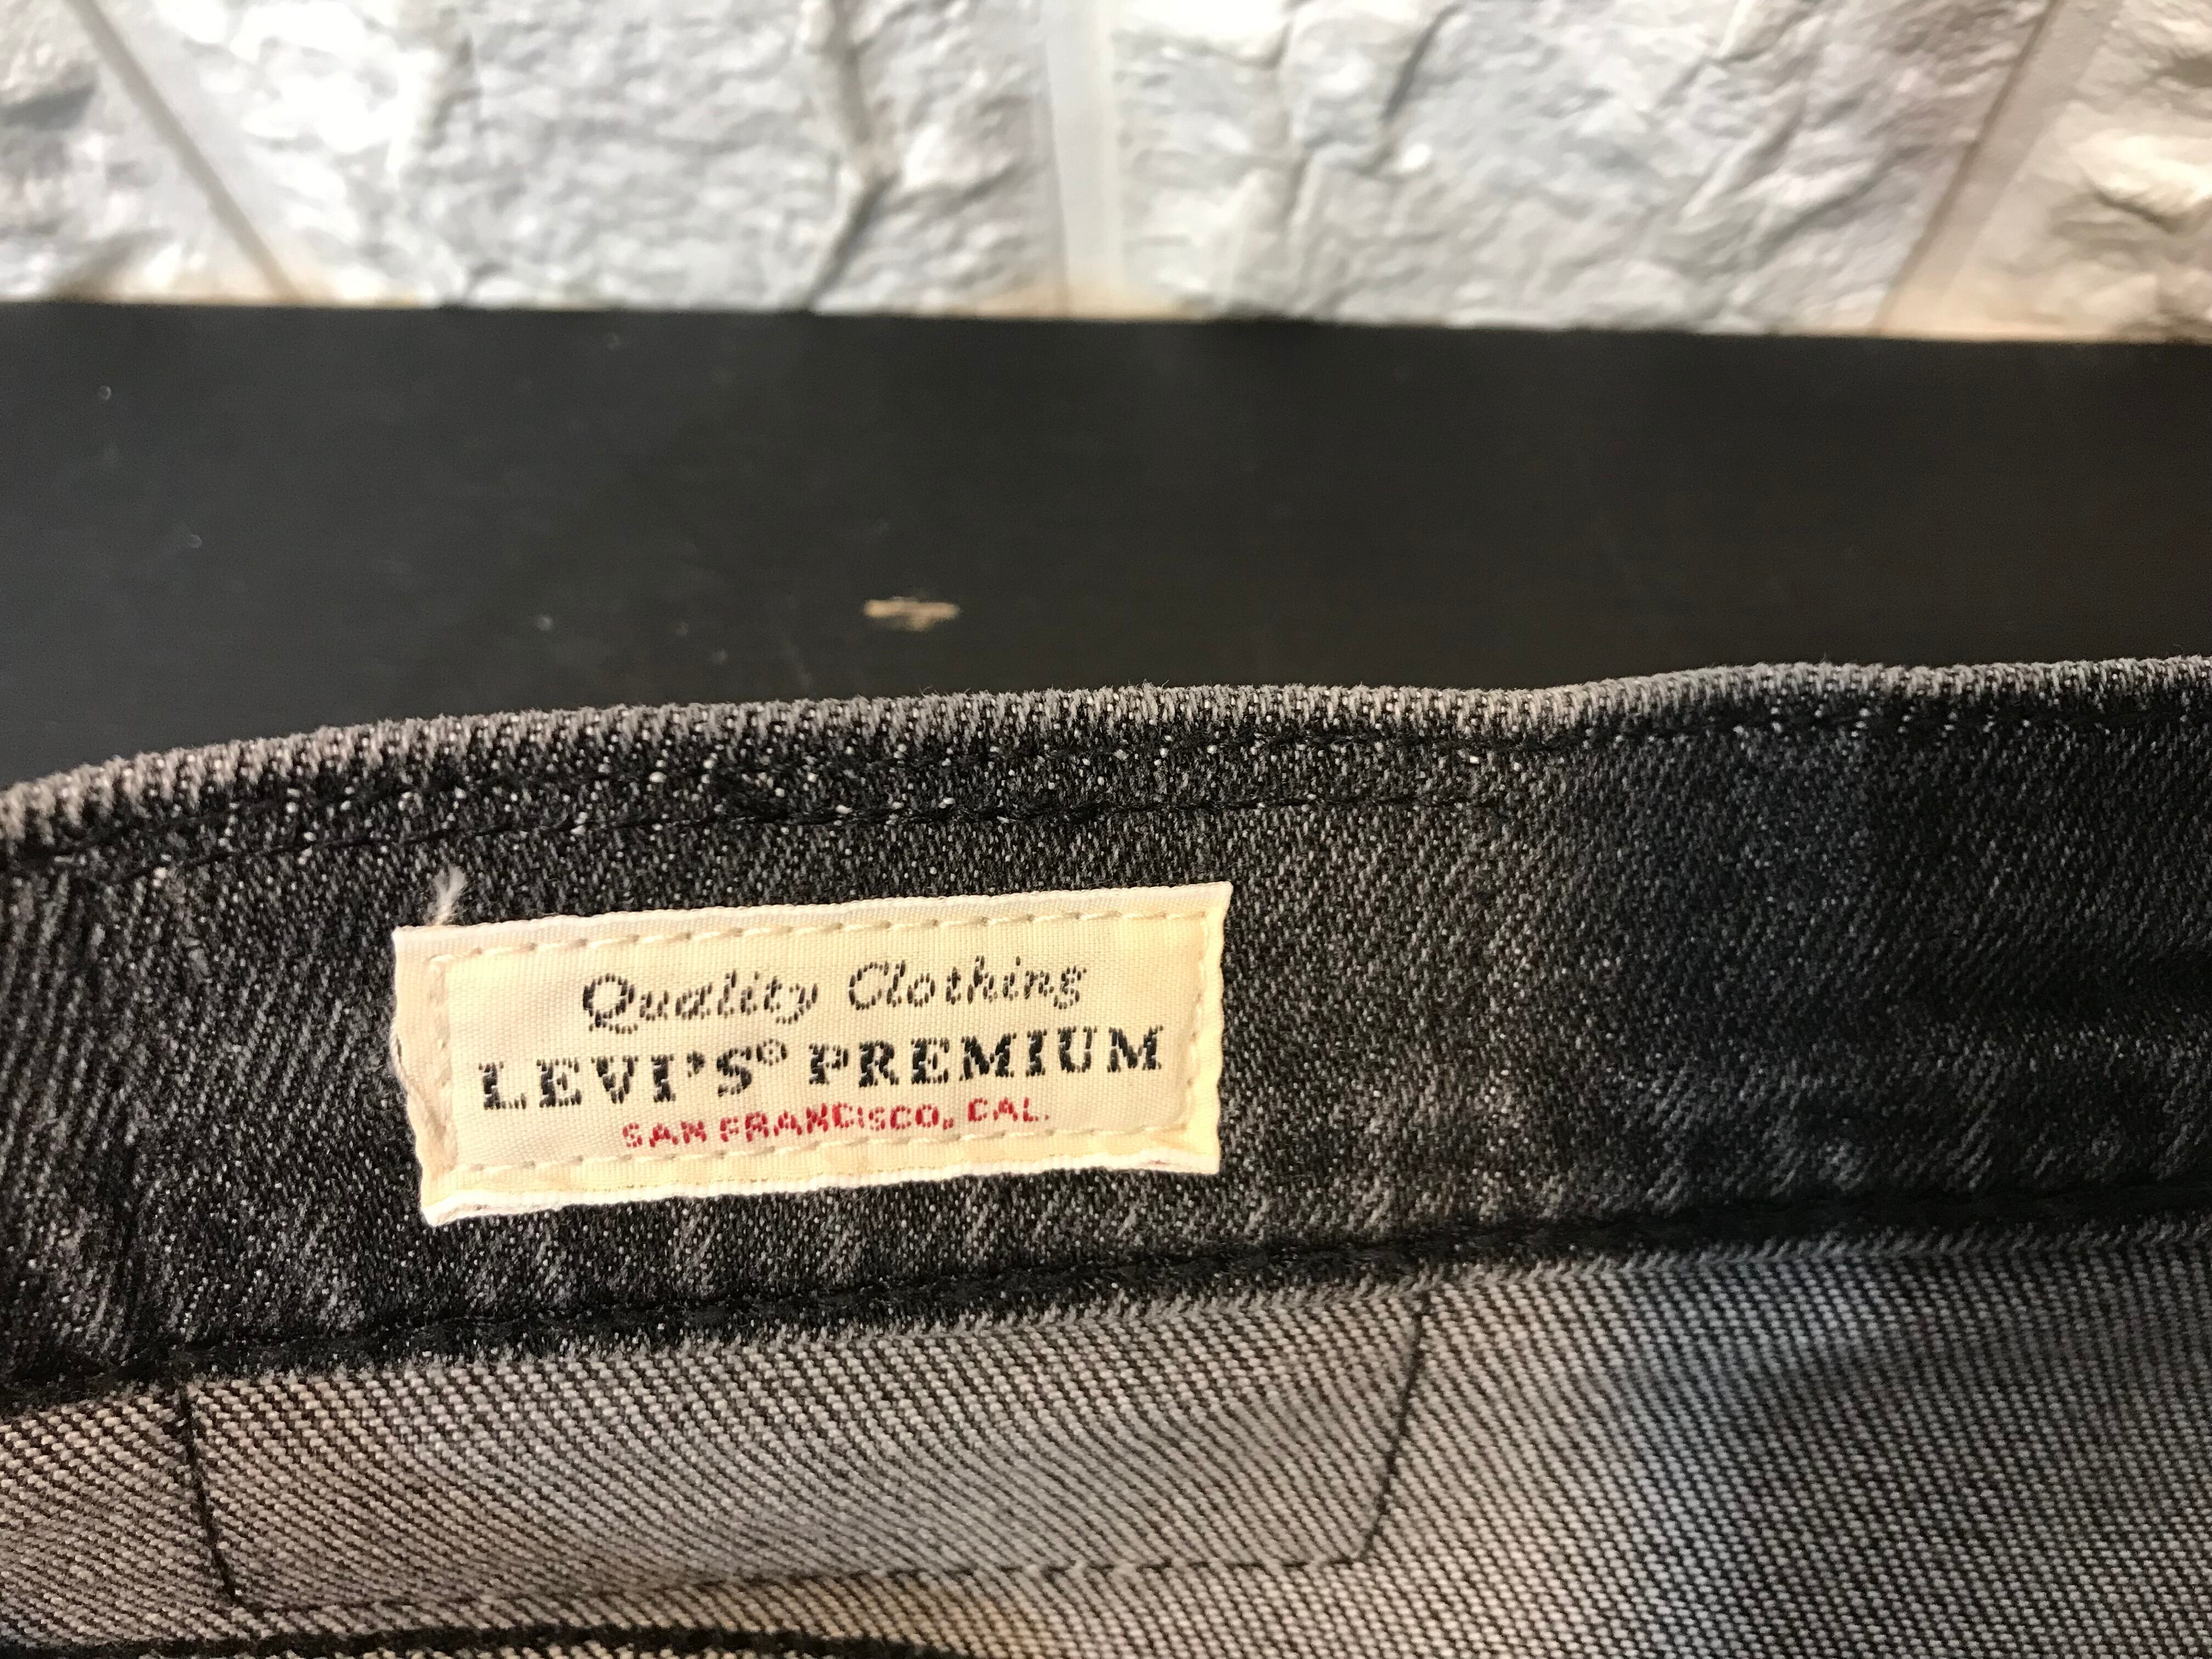 Quality Clothing
LEVI'S® PREMIUM
SAN FRANCISCO, CAL.